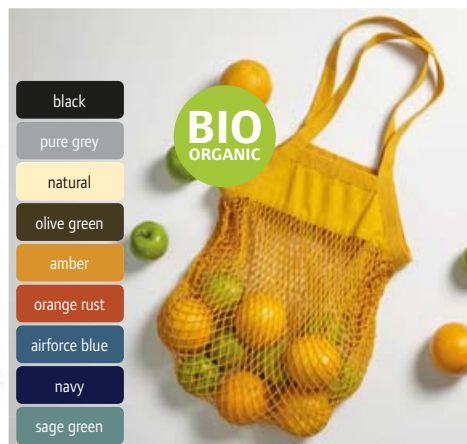 black
pure grey
natural
olive green
amber
orange rust
airforce blue
navy
sage green
BIO
ORGANIC